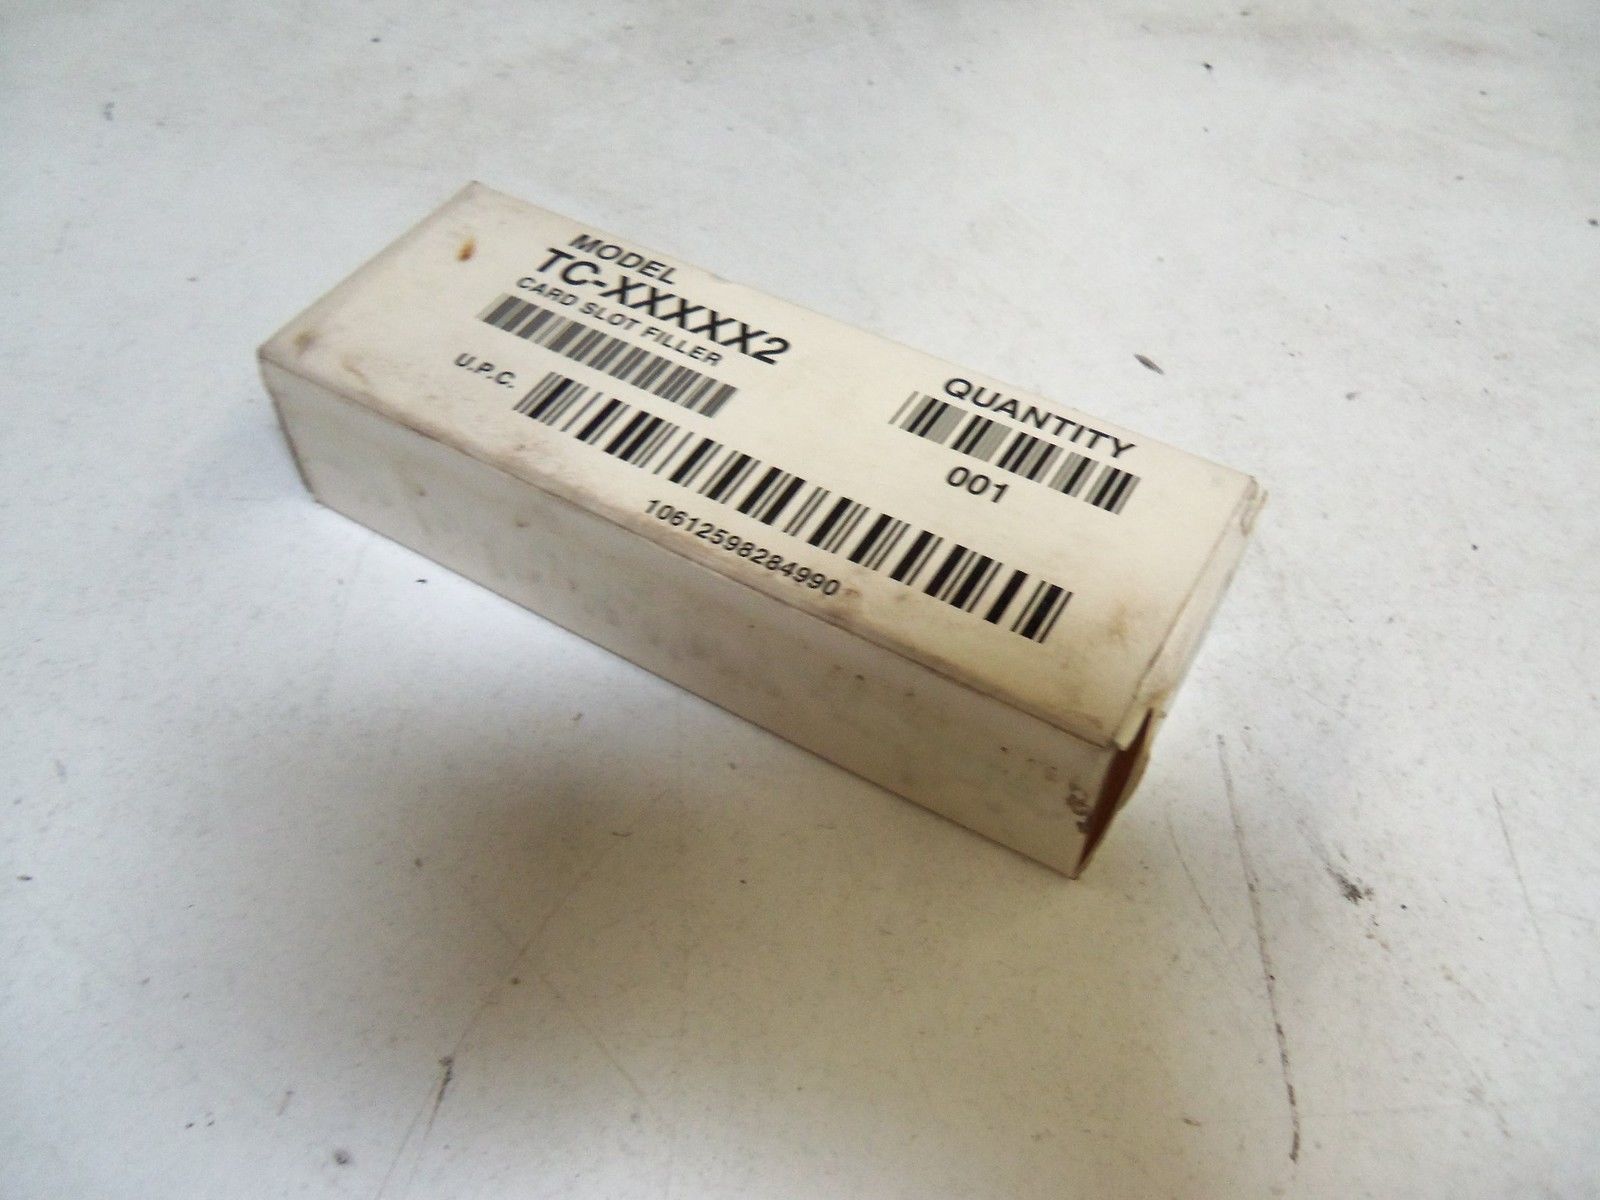 MODEL
TC-XXXXX2
CARD SLOT FILLER
U.P.C.
10612598284990
QUANTITY
001